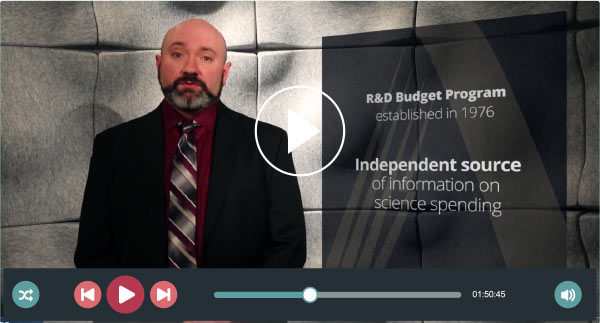 R&D Budget Program
established in 1976
Independent source
of information on
science spending
01:50:45